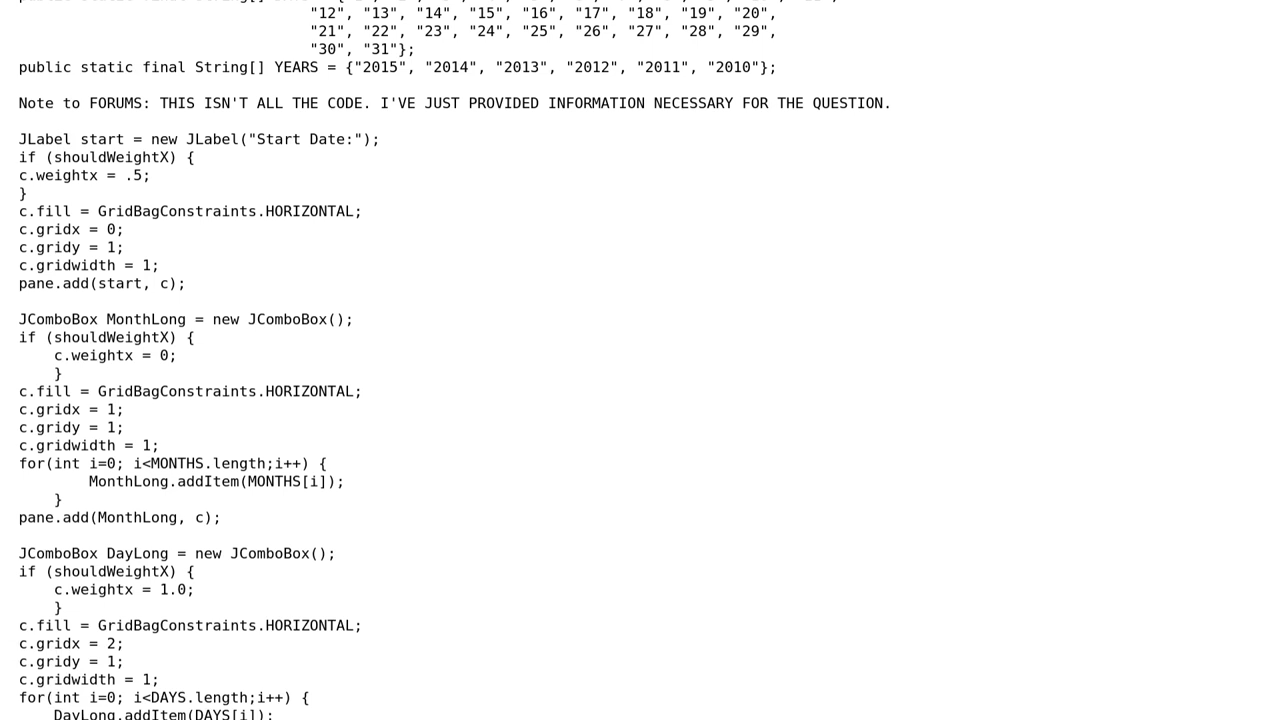 "12", "13", "14", "15", "16", "17", "18", "19", "20",
"21", "22", "23", "24", "25", "26", "27", "28", "29",
"30", "31"};
public static final String[] YEARS = {"2015", "2014", "2013", "2012", "2011", "2010"};
Note to FORUMS: THIS ISN'T ALL THE CODE. I'VE JUST PROVIDED INFORMATION NECESSARY FOR THE QUESTION.
JLabel start = new JLabel("Start Date:");
if (shouldWeightX) {
c.weightx = .5;
}
c.fill = GridBagConstraints.HORIZONTAL;
c.gridx = 0;
c.gridy = 1;
c.gridwidth = 1;
pane.add(start, c);
JComboBox MonthLong = new JComboBox();
if (shouldWeightX) {
c.weightx = 0;
}
c.fill = GridBagConstraints.HORIZONTAL;
c.gridx = 1;
c.gridy = 1;
c.gridwidth = 1;
for(int i=0; i<MONTHS.length;i++) {
MonthLong.addItem(MONTHS[i]);
}
pane.add(MonthLong, c);
JComboBox DayLong = new JComboBox();
if (shouldWeightX) {
c.weightx = 1.0;
}
c.fill = GridBagConstraints.HORIZONTAL;
c.gridx = 2;
c.gridy = 1;
c.gridwidth = 1;
for(int i=0; i<DAYS.length;i++) {
DayLong.addItem(DAYS[i]);